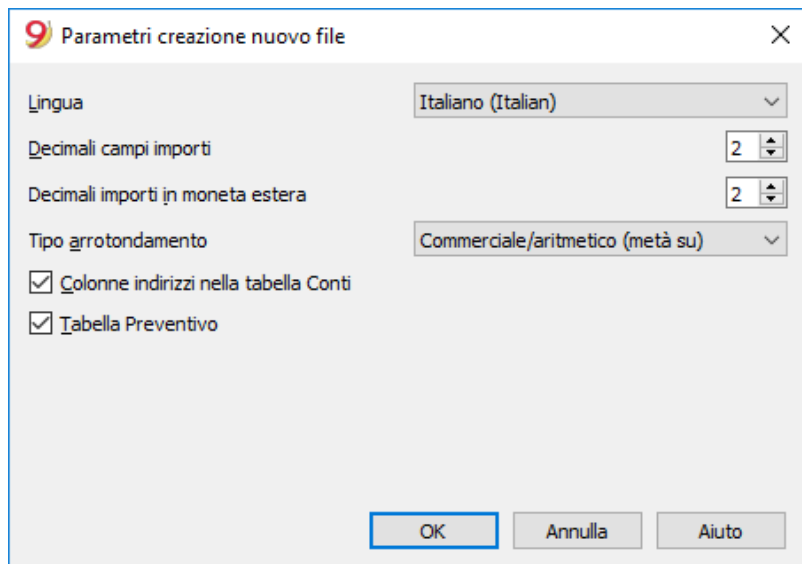 9 Parametri creazione nuovo file
Lingua Italiano (Italian)
Decimali campi importi 2
Decimali importi in moneta estera 2
Tipo arrotondamento Commerciale/aritmetico (metà su)
Colonne indirizzi nella tabella Conti
Tabella Preventivo
OK Annulla Aiuto